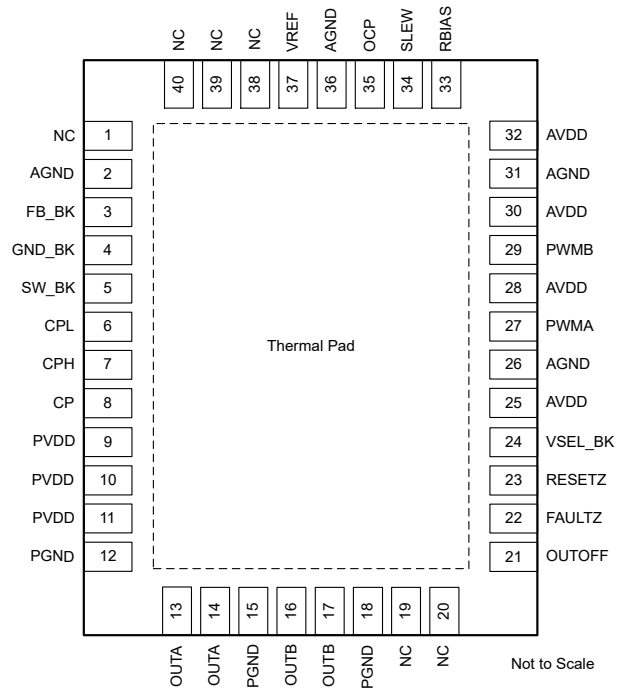 NC
NC
NC
VREF
AGND
OCP
SLEW
RBIAS
40
39
38
37
36
35
34
33
NC 1
AGND 2
FB_BK 3
GND_BK 4
SW_BK 5
CPL 6
CPH 7
CP 8
PVDD 9
PVDD 10
PVDD 11
PGND 12
Thermal Pad
32 AVDD
31 AGND
30 AVDD
29 PWMB
28 AVDD
27 PWMA
26 AGND
25 AVDD
24 VSEL_BK
23 RESETZ
22 FAULTZ
21 OUTOFF
13
14
15
16
17
18
19
20
OUTA
OUTA
PGND
OUTB
OUTB
PGND
NC
NC
Not to Scale